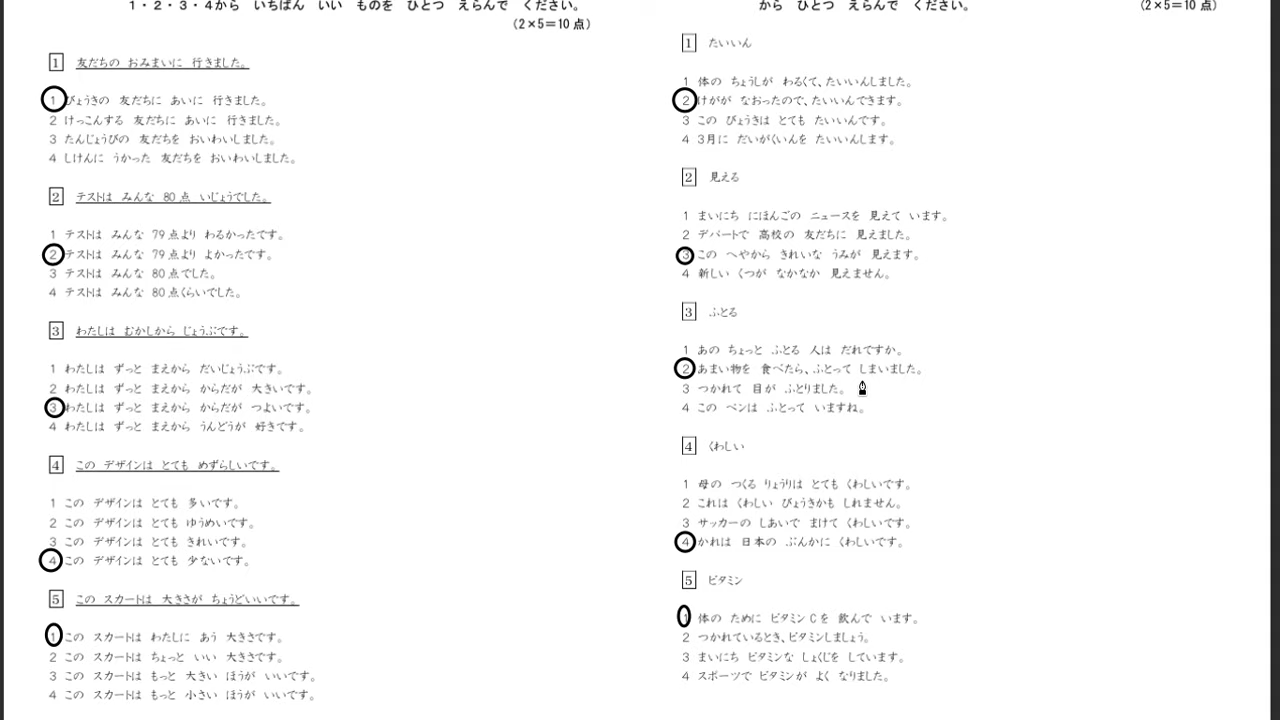 1・2・3・4から いちばん いい ものを ひとつ えらんで ください。
（2×5＝10点）
1 友だちの おみまいに 行きました。
1 びょうきの 友だちに あいに 行きました。
2 けっこんする 友だちに あいに 行きました。
3 たんじょうびの 友だちを おいわいしました。
4 しけんに うかった 友だちを おいわいしました。
2 テストは みんな 80点 いじょうでした。
1 テストは みんな 79点より わるかったです。
2 テストは みんな 79点より よかったです。
3 テストは みんな 80点でした。
4 テストは みんな 80点くらいでした。
3 わたしは むかしから じょうぶです。
1 わたしは ずっと まえから だいじょうぶです。
2 わたしは ずっと まえから からだが 大きいです。
3 わたしは ずっと まえから からだが つよいです。
4 わたしは ずっと まえから うんどうが 好きです。
4 この デザインは とても めずらしいです。
1 この デザインは とても 多いです。
2 この デザインは とても ゆうめいです。
3 この デザインは とても きれいです。
4 この デザインは とても 少ないです。
5 この スカートは 大きさが ちょうどいいです。
1 この スカートは わたしに あう 大きさです。
2 この スカートは ちょっと いい 大きさです。
3 この スカートは もっと 大きい ほうが いいです。
4 この スカートは もっと 小さい ほうが いいです。
から ひとつ えらんで ください。
（2×5＝10点）
1 たいいん
1 体の ちょうしが わるくて、たいいんしました。
2 けがが なおったので、たいいんできます。
3 この びょうきは とても たいいんです。
4 3月に だいがくいんを たいいんします。
2 見える
1 まいにち にほんごの ニュースを 見えて います。
2 デパートで 高校の 友だちに 見えました。
3 この へやから きれいな うみが 見えます。
4 新しい くつが なかなか 見えません。
3 ふとる
1 あの ちょっと ふとる 人は だれですか。
2 あまい物を 食べたら、ふとって しまいました。
3 つかれて 目が ふとりました。
4 この ペンは ふとって いますね。
4 くわしい
1 母の つくる りょうりは とても くわしいです。
2 これは くわしい びょうきかも しれません。
3 サッカーの しあいで まけて くわしいです。
4 かれは 日本の ぶんかに くわしいです。
5 ビタミン
1 体の ために ビタミンCを 飲んで います。
2 つかれているとき、ビタミンしましょう。
3 まいにち ビタミンな しょくじを しています。
4 スポーツで ビタミンが よく なりました。